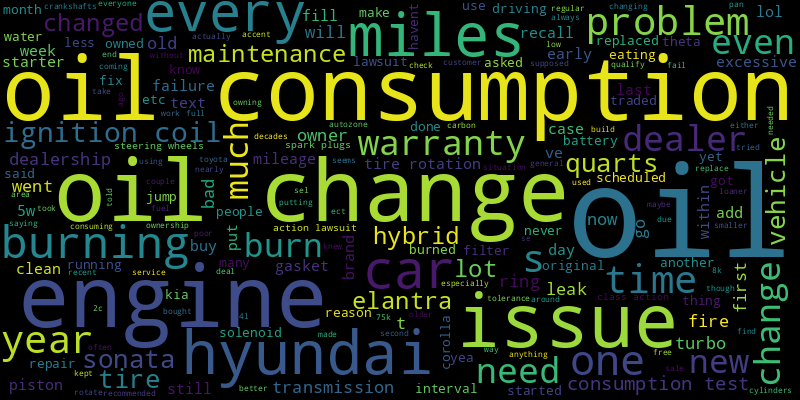 month crankshafts everyone every miles make use driving regular always changing pan lol
water changed fill havent recall replaced theta problem
week less owned old will asked low even
starter maintenance lawsuit early eating excessive
oil consumption
know fix failure customer check supposed qualify fail last
etc text owning traded
ignition coil much decades autozone carbon done case build either dealer
steering wheels owner spark plugs battery tried needed
dealership using toyota nearly warranty ve yet quarts vehicle
said mileage tire rotation seems general situation replace
went bad couple fuel sel scheduled used got loaner
oil change oil
5w took told jump people putting ect within maybe due add
saying consuming ownership action lawsuit never now go smaller
burning poor put knew hybrid s day
area buy burn burned filter original another 8k
clean running many gasket brand car lot ring leak time though
recent service deal especially tolerance around class action thing first
engine kia bought 41 reason elantra issue fire
2c solenoid made 75k t older corolla turbo find
year often second yea way anything free change
repair sonata hyundai need one new
piston kept tire still better transmission interval started consumption test sale
rotate recommended cylinders